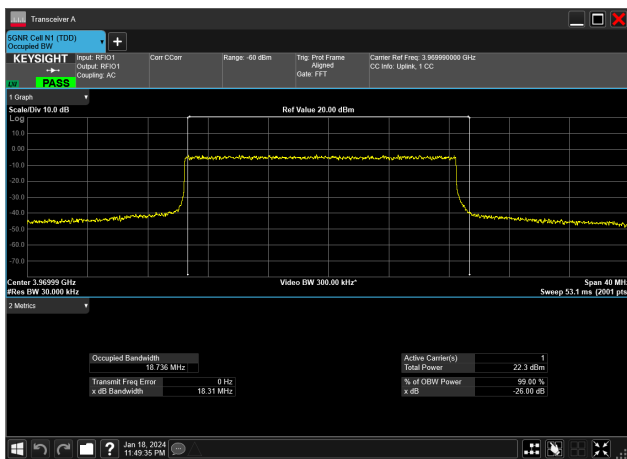 Transceiver A
5GNR Cell N1 (TDD)
Occupied BW
KEYSIGHT
LXI
PASS
Input: RFIO1
Output: RFIO1
Coupling: AC
Corr CCorr
Range: -60 dBm
Trig: Prot Frame
Aligned
Gate: FFT
Carrier Ref Freq: 3.969990000 GHz
CC Info: Uplink, 1 CC
1 Graph
Scale/Div 10.0 dB
Ref Value 20.00 dBm
Log
10.0
0.00
-10.0
-20.0
-30.0
-40.0
-50.0
-60.0
-70.0
Center 3.96999 GHz
Video BW 300.00 kHz*
Span 40 MH
#Res BW 30.000 kHz
Sweep 53.1 ms (2001 pts
2 Metrics
Occupied Bandwidth
18.736 MHz
Transmit Freq Error 0 Hz
x dB Bandwidth 18.31 MHz
Active Carrier(s) 1
Total Power 22.3 dBm
% of OBW Power 99.00 %
x dB -26.00 dB
Jan 18, 2024
11:49:35 PM